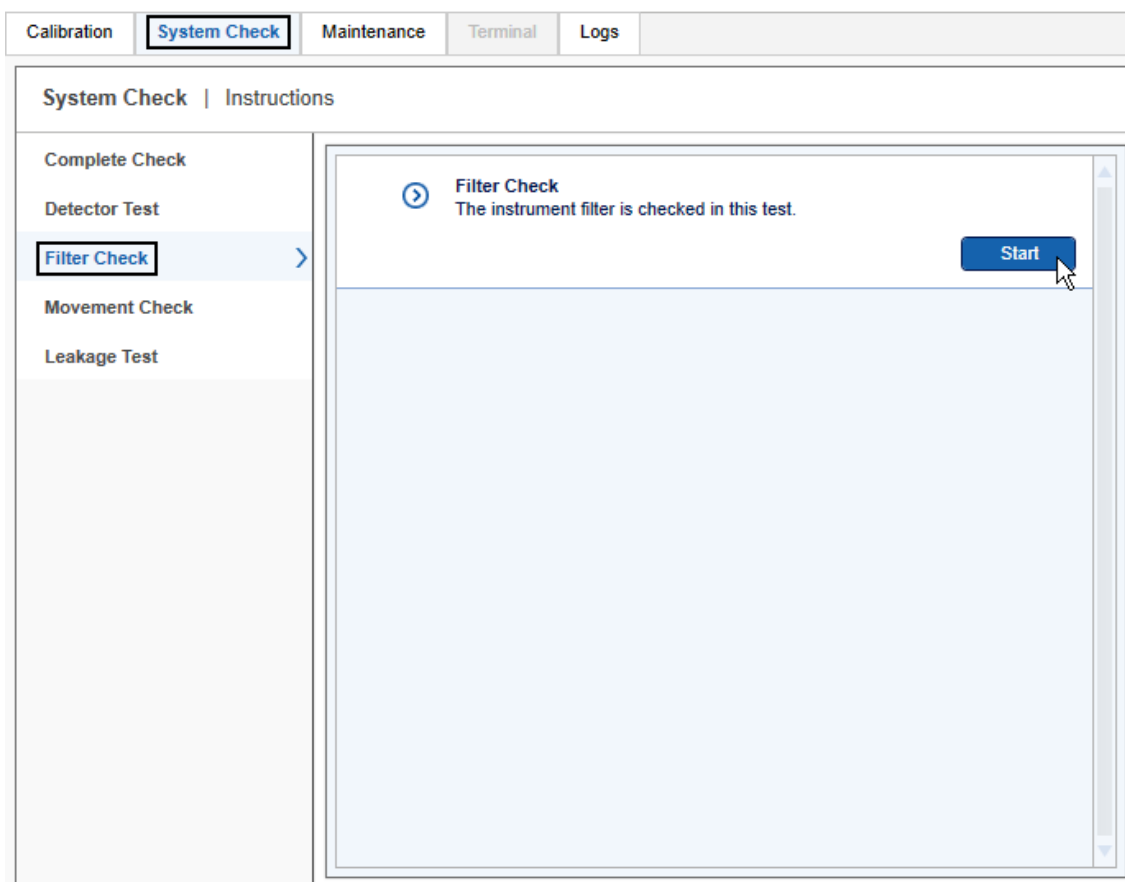 Calibration System Check Maintenance Terminal Logs
System Check | Instructions
Complete Check
Detector Test
Filter Check
Movement Check
Leakage Test
Filter Check
The instrument filter is checked in this test.
Start